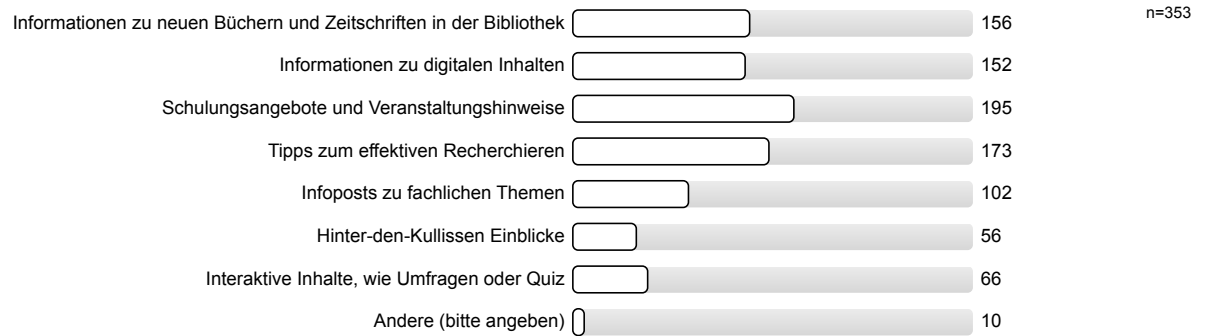 n=353
Informationen zu neuen Büchern und Zeitschriften in der Bibliothek 156
Informationen zu digitalen Inhalten 152
Schulungsangebote und Veranstaltungshinweise 195
Tipps zum effektiven Recherchieren 173
Infoposts zu fachlichen Themen 102
Hinter-den-Kullissen Einblicke 56
Interaktive Inhalte, wie Umfragen oder Quiz 66
Andere (bitte angeben) 10